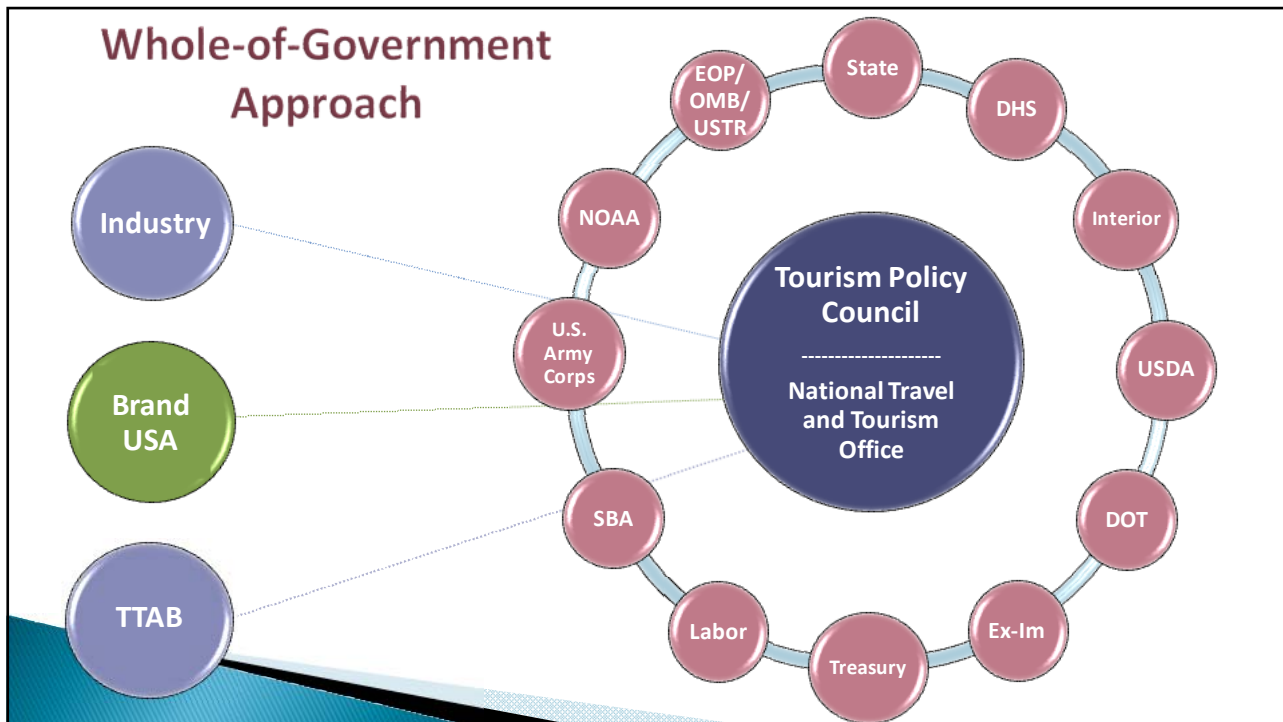 Whole-of-Government
Approach
Industry
Brand
USA
TTAB
EOP/
OMB/
USTR
State
DHS
Interior
USDA
DOT
Ex-Im
Treasury
Labor
SBA
U.S.
Army
Corps
NOAA
Tourism Policy
Council
---------------------
National Travel
and Tourism
Office